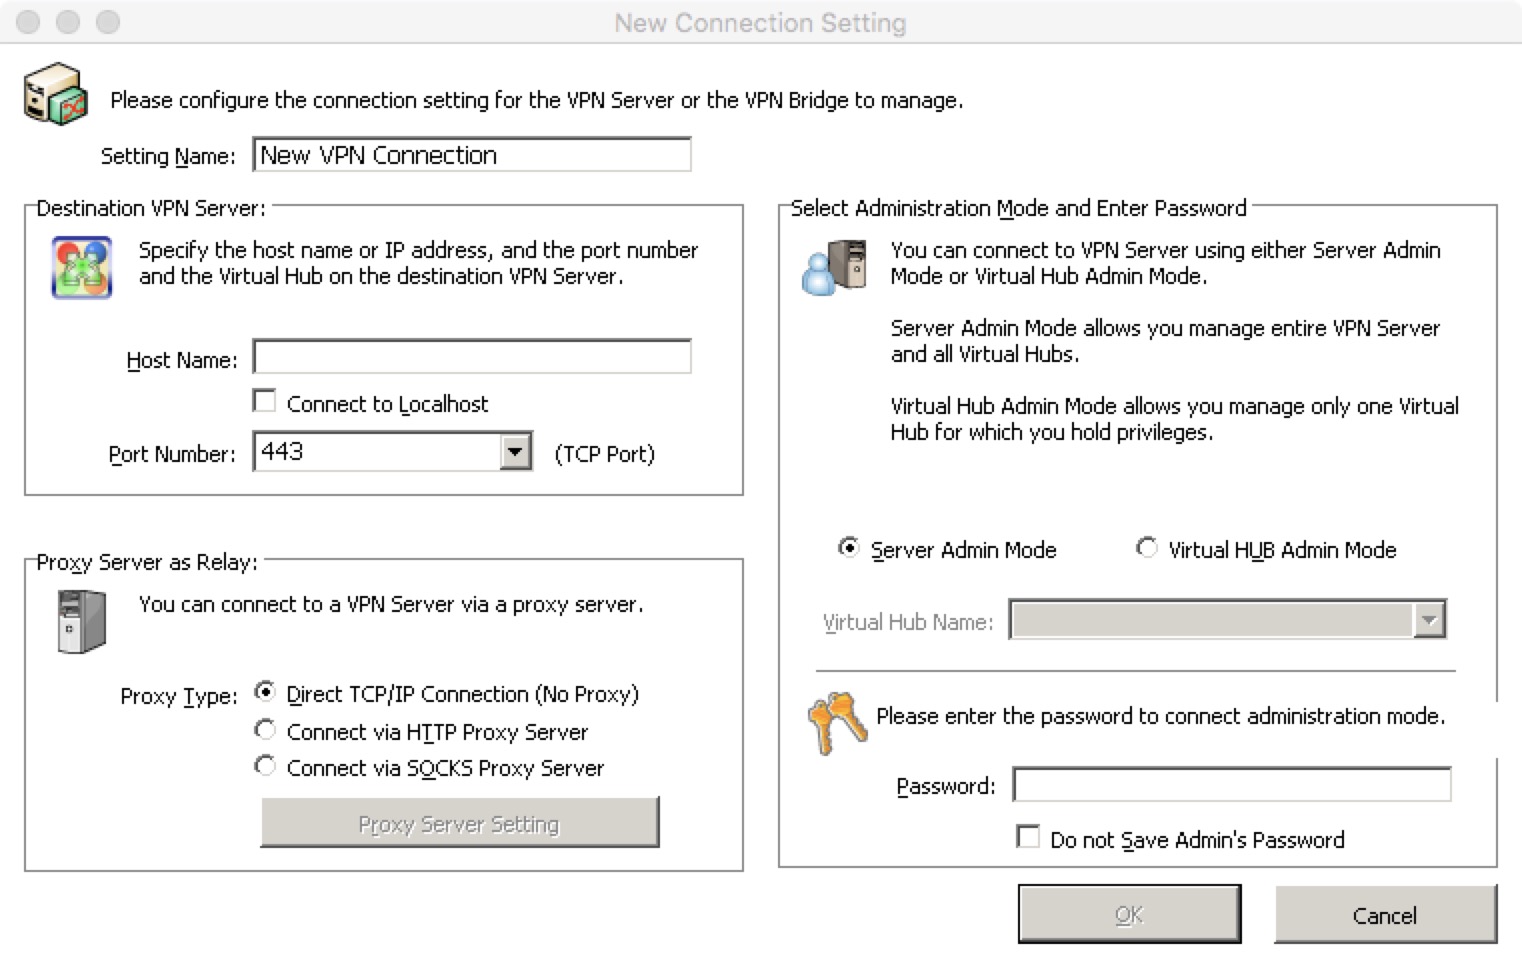 New Connection Setting
Please configure the connection setting for the VPN Server or the VPN Bridge to manage.
Setting Name: New VPN Connection
Destination VPN Server:
Specify the host name or IP address, and the port number
and the Virtual Hub on the destination VPN Server.
Host Name:
Connect to Localhost
Port Number: 443 (TCP Port)
Proxy Server as Relay:
You can connect to a VPN Server via a proxy server.
Proxy Type: Direct TCP/IP Connection (No Proxy)
Connect via HTTP Proxy Server
Connect via SOCKS Proxy Server
Proxy Server Setting
Select Administration Mode and Enter Password
You can connect to VPN Server using either Server Admin
Mode or Virtual Hub Admin Mode.
Server Admin Mode allows you manage entire VPN Server
and all Virtual Hubs.
Virtual Hub Admin Mode allows you manage only one Virtual
Hub for which you hold privileges.
Server Admin Mode Virtual HUB Admin Mode
Virtual Hub Name:
Please enter the password to connect administration mode.
Password:
Do not Save Admin's Password
OK Cancel